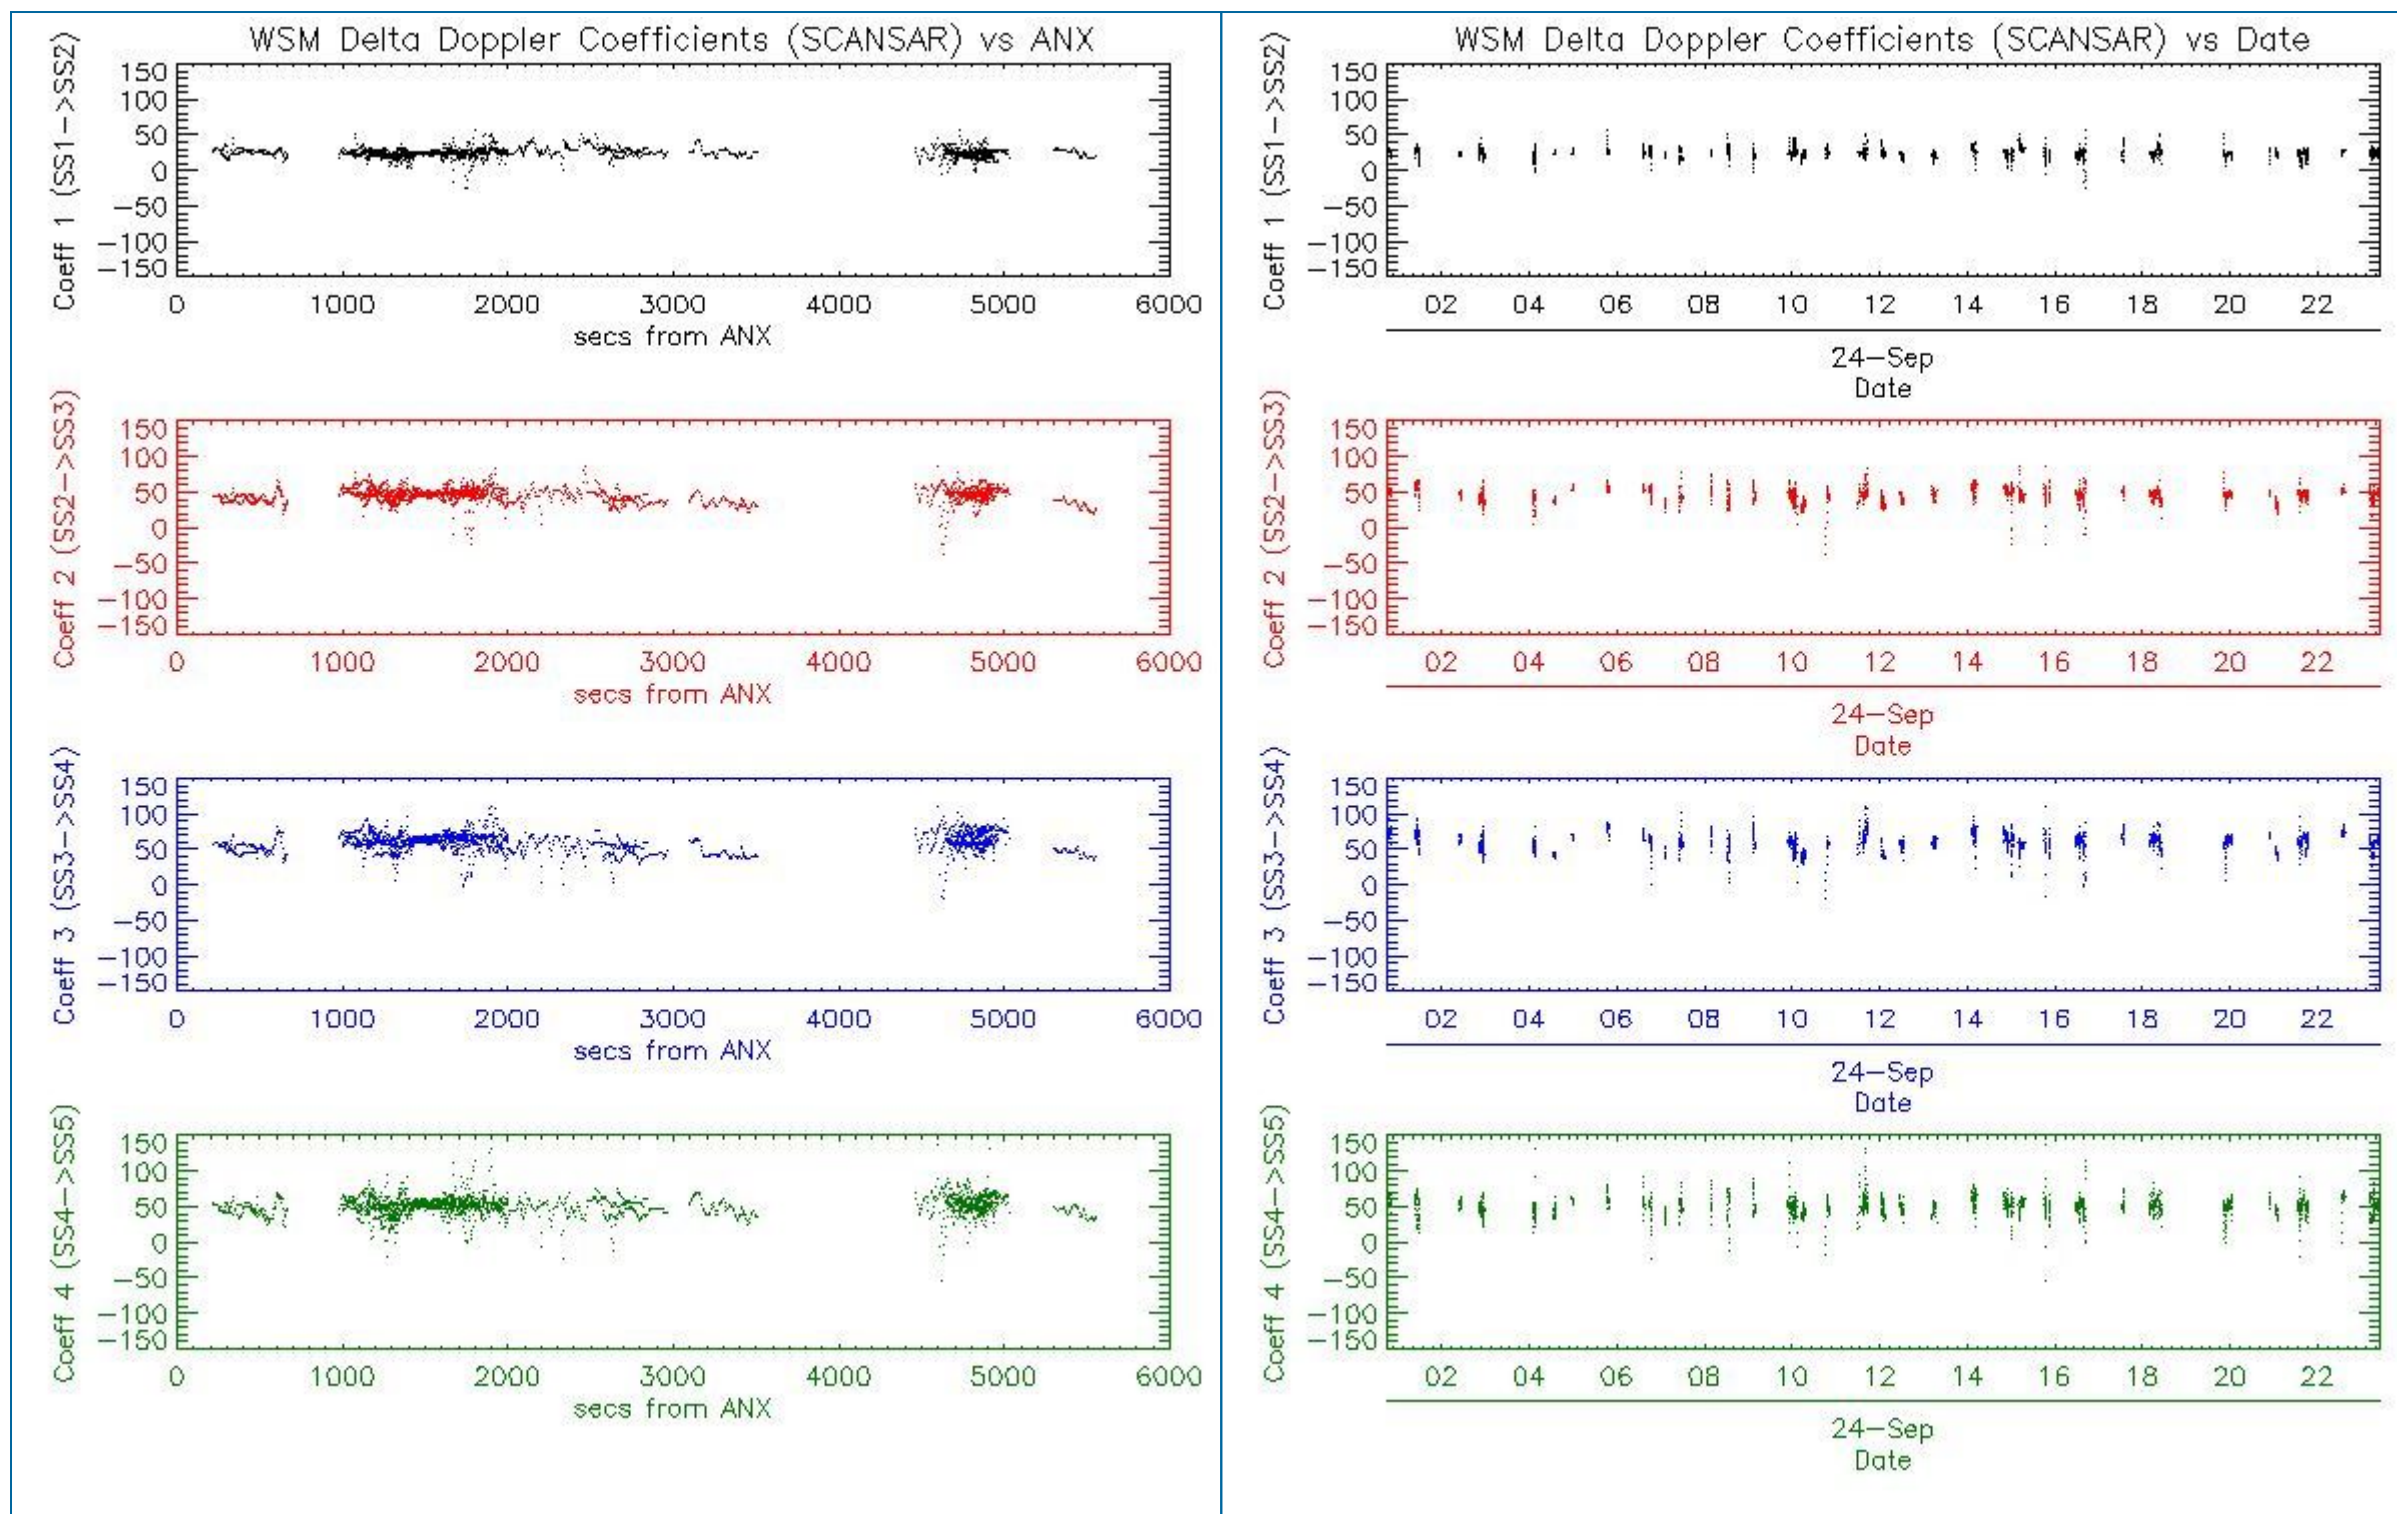 WSM Delta Doppler Coefficients (SCANSAR) vs ANX
Coeff 1 (SS1->SS2)
150
100
50
0
-50
-100
-150
0 1000 2000 3000 4000 5000 6000
secs from ANX
Coeff 2 (SS2->SS3)
150
100
50
0
-50
-100
-150
0 1000 2000 3000 4000 5000 6000
secs from ANX
Coeff 3 (SS3->SS4)
150
100
50
0
-50
-100
-150
0 1000 2000 3000 4000 5000 6000
secs from ANX
Coeff 4 (SS4->SS5)
150
100
50
0
-50
-100
-150
0 1000 2000 3000 4000 5000 6000
secs from ANX
WSM Delta Doppler Coefficients (SCANSAR) vs Date
Coeff 1 (SS1->SS2)
150
100
50
0
-50
-100
-150
02 04 06 08 10 12 14 16 18 20 22
24-Sep
Date
Coeff 2 (SS2->SS3)
150
100
50
0
-50
-100
-150
02 04 06 08 10 12 14 16 18 20 22
24-Sep
Date
Coeff 3 (SS3->SS4)
150
100
50
0
-50
-100
-150
02 04 06 08 10 12 14 16 18 20 22
24-Sep
Date
Coeff 4 (SS4->SS5)
150
100
50
0
-50
-100
-150
02 04 06 08 10 12 14 16 18 20 22
24-Sep
Date